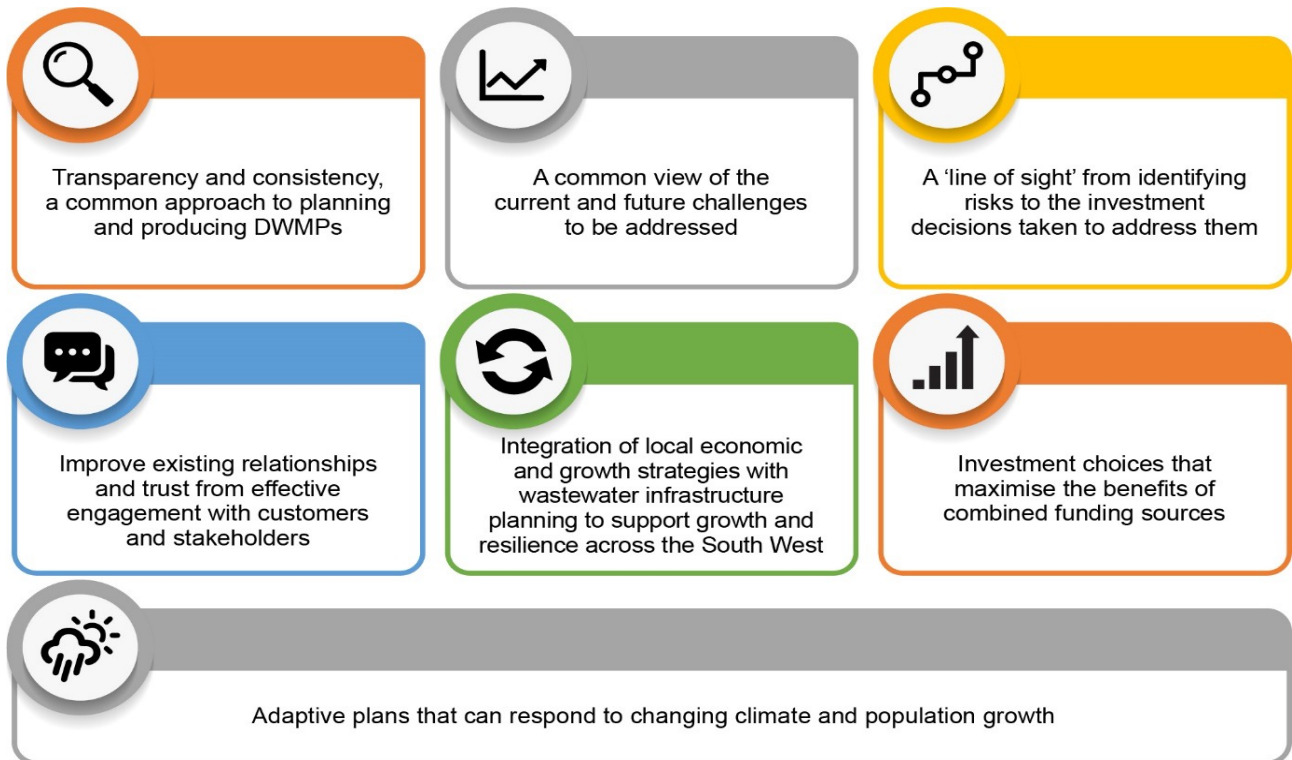 Transparency and consistency,
a common approach to planning
and producing DWMPs
A common view of the
current and future challenges
to be addressed
A ‘line of sight’ from identifying
risks to the investment
decisions taken to address them
Improve existing relationships
and trust from effective
engagement with customers
and stakeholders
Integration of local economic
and growth strategies with
wastewater infrastructure
planning to support growth and
resilience across the South West
Investment choices that
maximise the benefits of
combined funding sources
Adaptive plans that can respond to changing climate and population growth